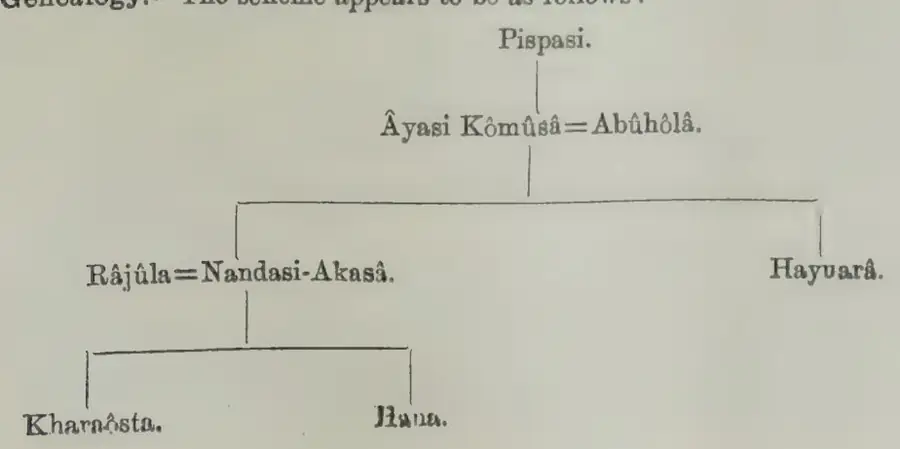 Genealogy.— The scheme appears to be as follows :
Pispasi.
Âyasi Kômûsâ=Abûhôlâ.
Râjûla=Nandasi-Akasâ.
Hayuarâ.
Kharaôsta.
Hana.